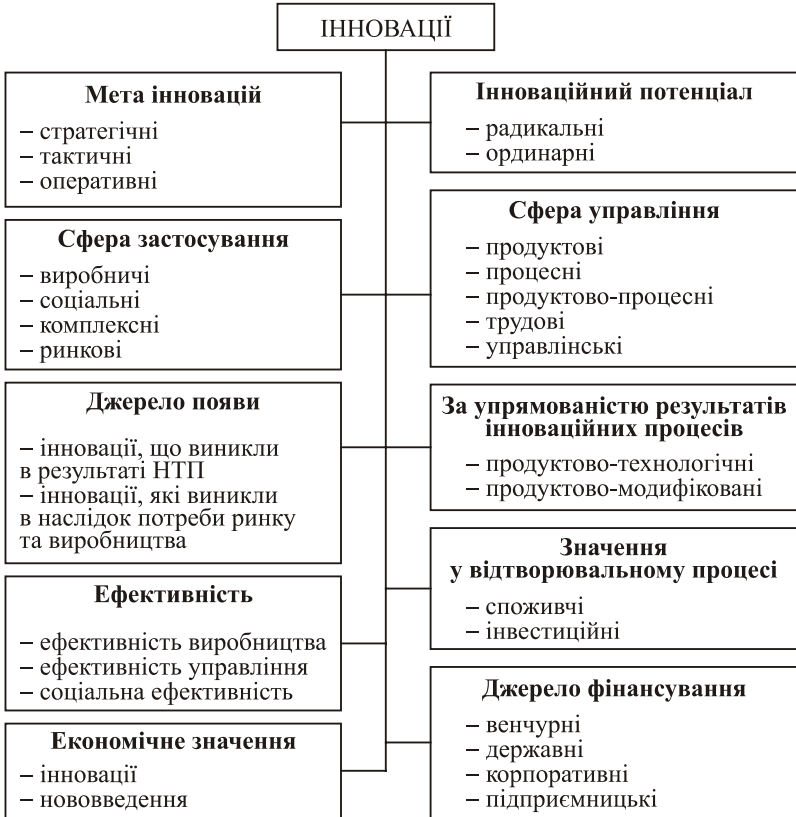 ІННОВАЦІЇ
Мета інновацій
– стратегічні
– тактичні
– оперативні
Сфера застосування
– виробничі
– соціальні
– комплексні
– ринкові
Джерело появи
– інновації, що виникли
в результаті НТП
– інновації, які виникли
в наслідок потреби ринку
та виробництва
Ефективність
– ефективність виробництва
– ефективність управління
– соціальна ефективність
Економічне значення
– інновації
– нововведення
Інноваційний потенціал
– радикальні
– ординарні
Сфера управління
– продуктові
– процесні
– продуктово-процесні
– трудові
– управлінські
За упрямованістю результатів
інноваційних процесів
– продуктово-технологічні
– продуктово-модифіковані
Значення
у відтворювальному процесі
– споживчі
– інвестиційні
Джерело фінансування
– венчурні
– державні
– корпоративні
– підприємницькі